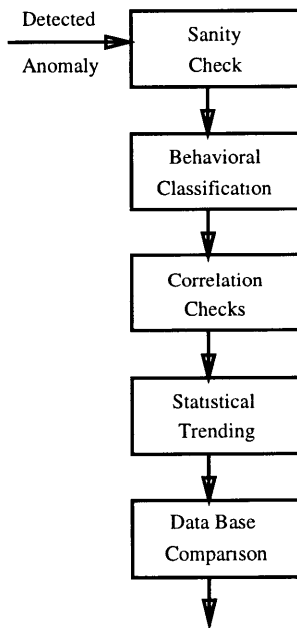 Detected
Anomaly
Sanity
Check
Behavioral
Classification
Correlation
Checks
Statistical
Trending
Data Base
Comparison